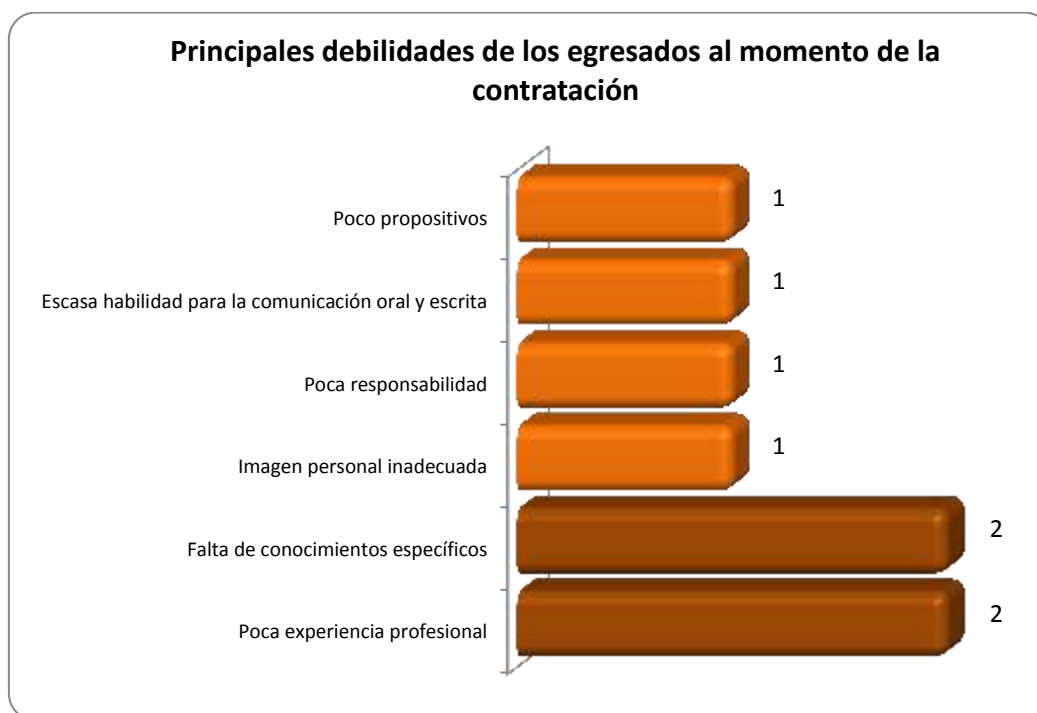 Principales debilidades de los egresados al momento de la
contratación
Poco propositivos
1
Escasa habilidad para la comunicación oral y escrita
1
Poca responsabilidad
1
Imagen personal inadecuada
1
Falta de conocimientos específicos
2
Poca experiencia profesional
2